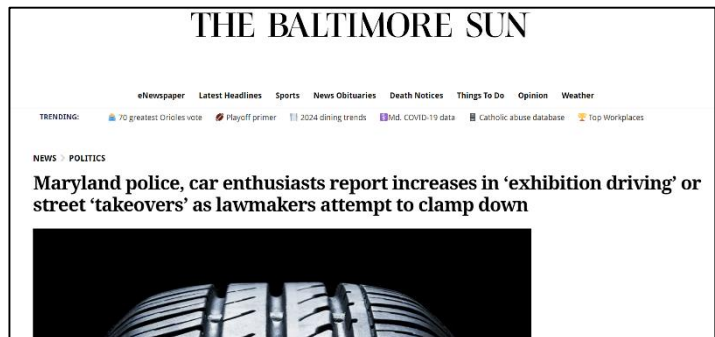 THE BALTIMORE SUN
eNewspaper Latest Headlines Sports News Obituaries Death Notices Things To Do Opinion Weather
TRENDING: 70 greatest Orioles vote Playoff primer 2024 dining trends Md. COVID-19 data Catholic abuse database Top Workplaces
NEWS > POLITICS
Maryland police, car enthusiasts report increases in ‘exhibition driving’ or
street ‘takeovers’ as lawmakers attempt to clamp down